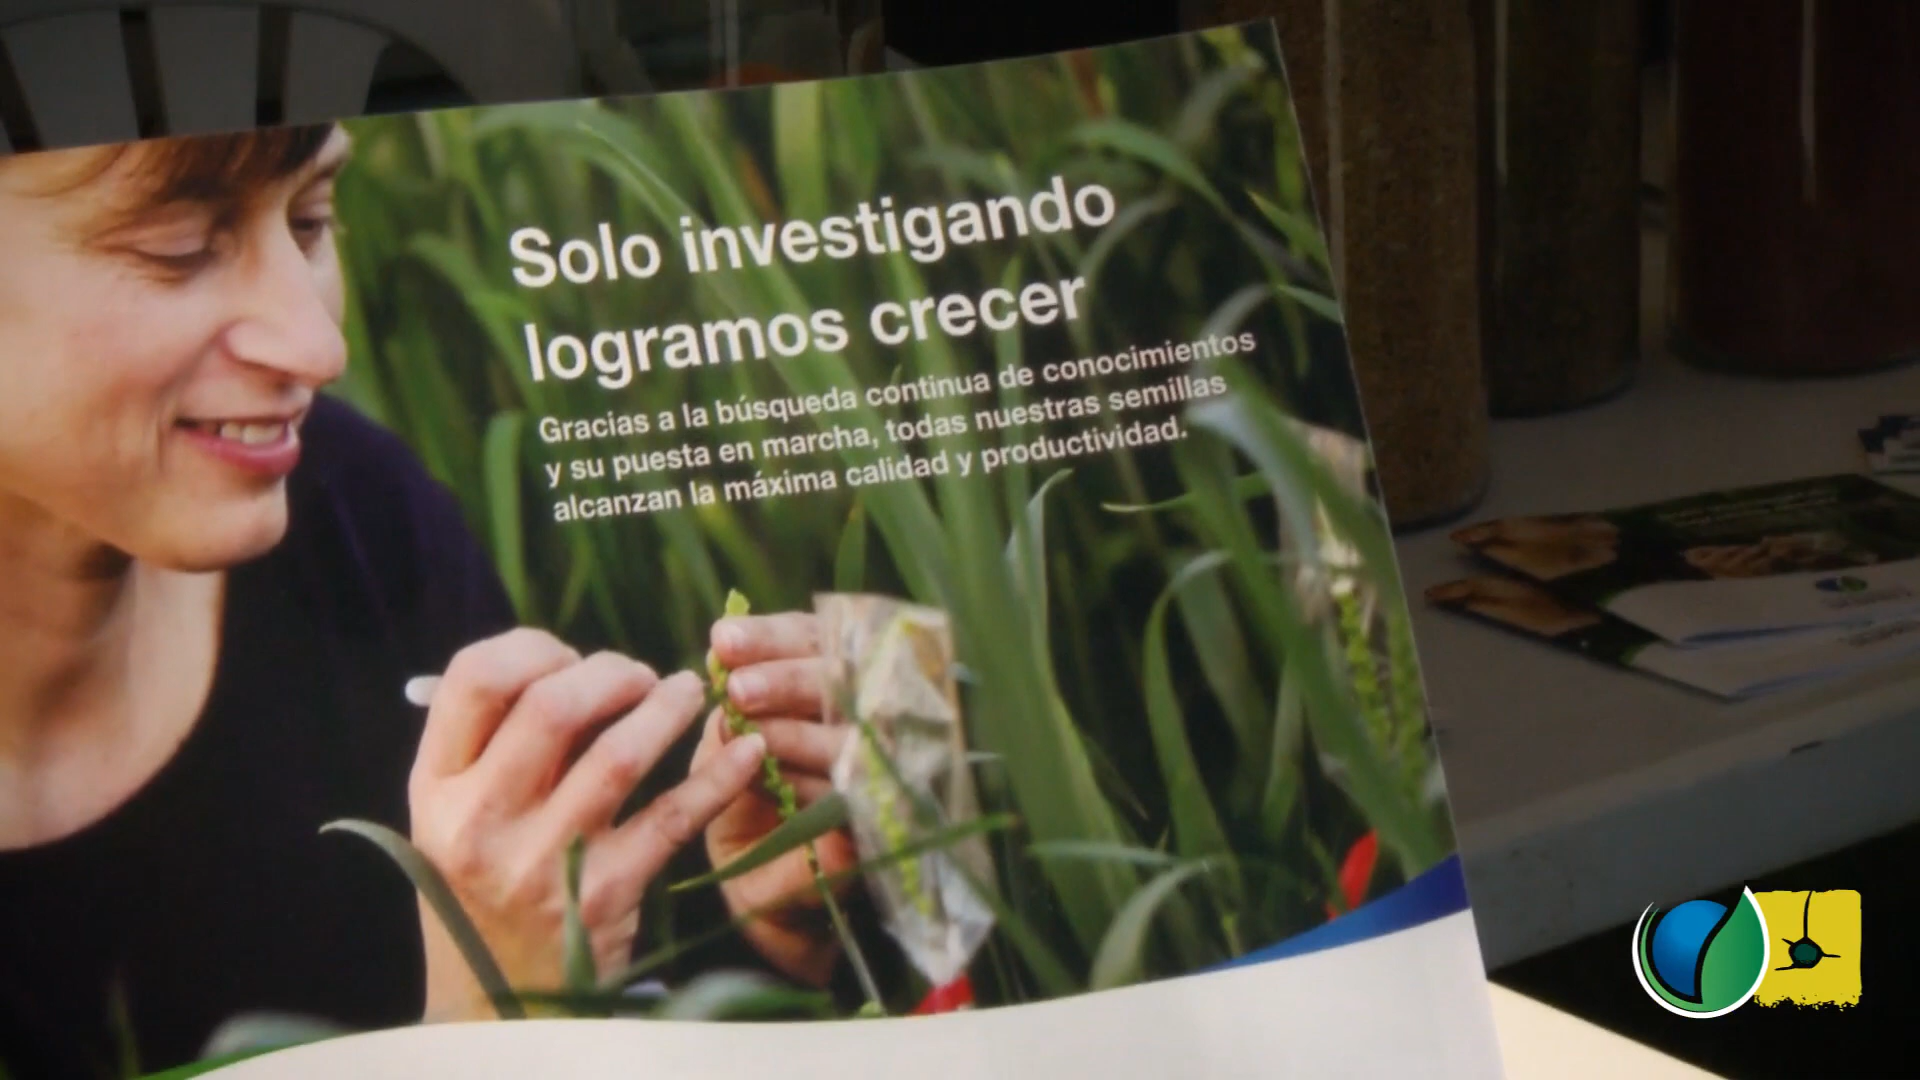 Solo investigando
logramos crecer
Gracias a la búsqueda continua de conocimientos
y su puesta en marcha, todas nuestras semillas
alcanzan la máxima calidad y productividad.